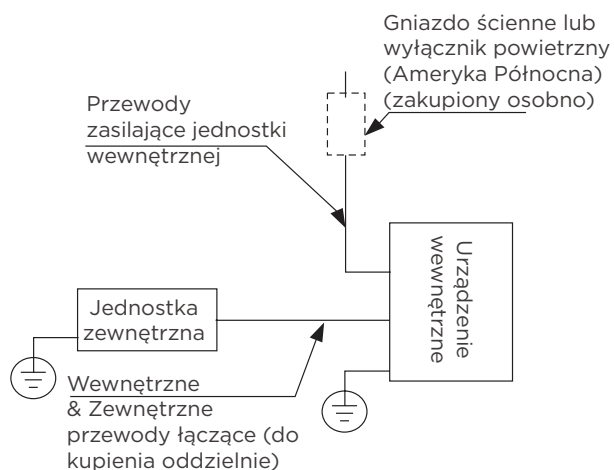 Gniazdo ścienne lub
wyłącznik powietrzny
(Ameryka Północna)
(zakupiony osobno)
Przewody
zasilające jednostki
wewnętrznej
Urządzenie
wewnętrzne
Jednostka
zewnętrzna
Wewnętrzne
& Zewnętrzne
przewody łączące (do
kupienia oddzielnie)